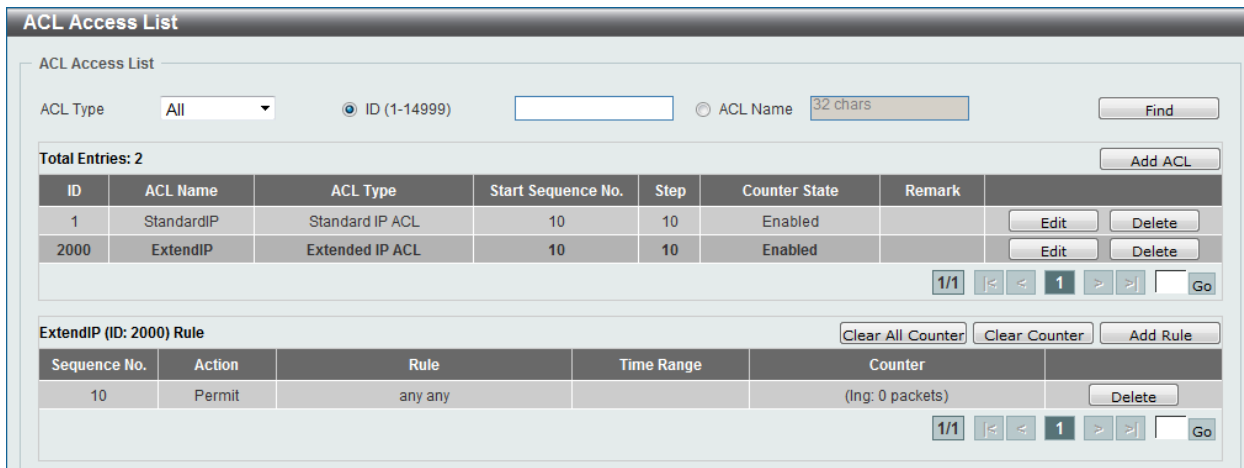 ACL Access List
ACL Access List
ACL Type All ID (1-14999) ACL Name 32 chars Find
Total Entries: 2 Add ACL
ID ACL Name ACL Type Start Sequence No. Step Counter State Remark
1 StandardIP Standard IP ACL 10 10 Enabled Edit Delete
2000 ExtendIP Extended IP ACL 10 10 Enabled Edit Delete
1/1 |< < 1 > >| Go
ExtendIP (ID: 2000) Rule Clear All Counter Clear Counter Add Rule
Sequence No. Action Rule Time Range Counter
10 Permit any any (Ing: 0 packets) Delete
1/1 |< < 1 > >| Go